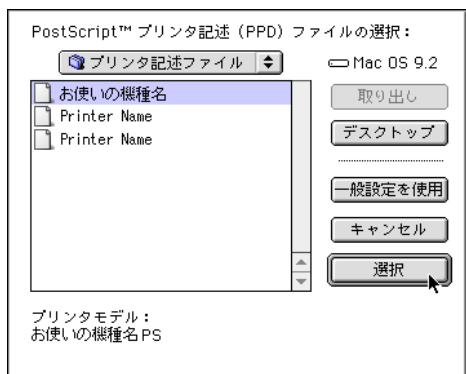 PostScript™ プリンタ記述（PPD）ファイルの選択：
プリンタ記述ファイル
Mac OS 9.2
お使いの機種名
Printer Name
Printer Name
取り出し
デスクトップ
一般設定を使用
キャンセル
選択
プリンタモデル：
お使いの機種名PS